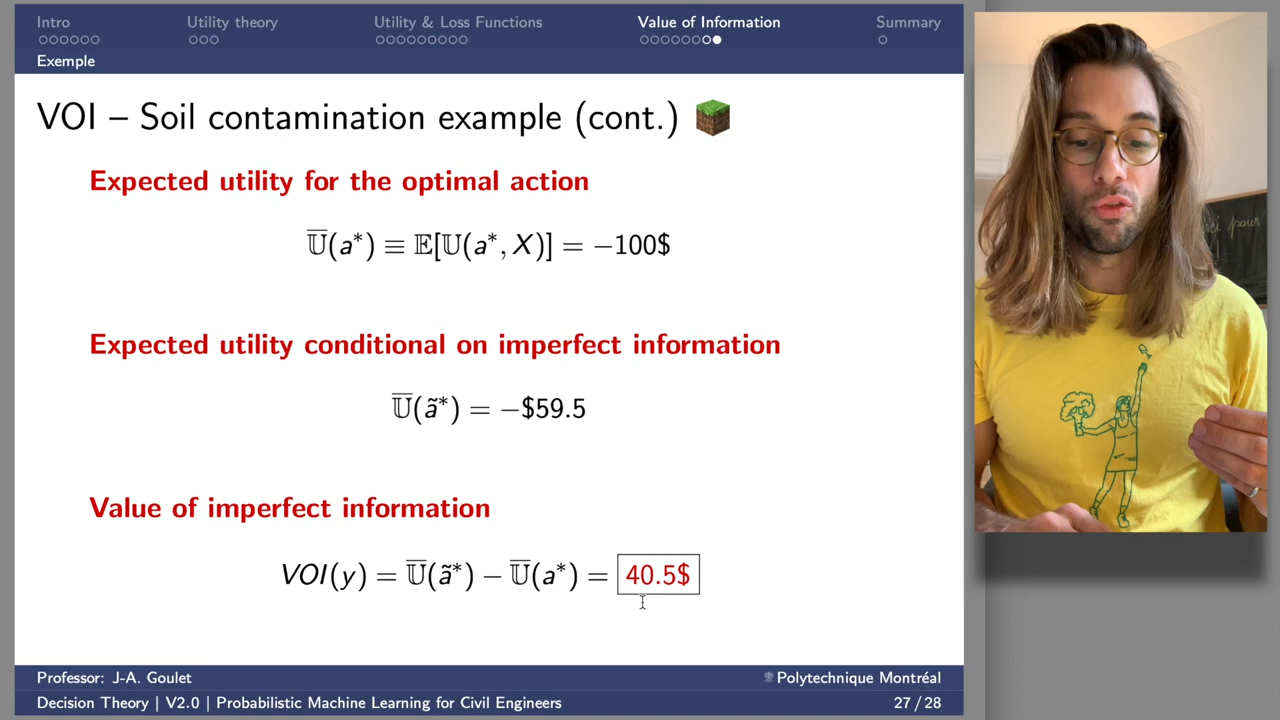 Intro Utility theory Utility & Loss Functions Value of Information Summary
Exemple
VOI – Soil contamination example (cont.)
Expected utility for the optimal action
𝕌̅(a*) ≡ 𝔼[𝕌(a*, X)] = −100$
Expected utility conditional on imperfect information
𝕌̅(ã*) = −$59.5
Value of imperfect information
VOI(y) = 𝕌̅(ã*) − 𝕌̅(a*) = 40.5$
Professor: J-A. Goulet Polytechnique Montréal
Decision Theory | V2.0 | Probabilistic Machine Learning for Civil Engineers 27 / 28